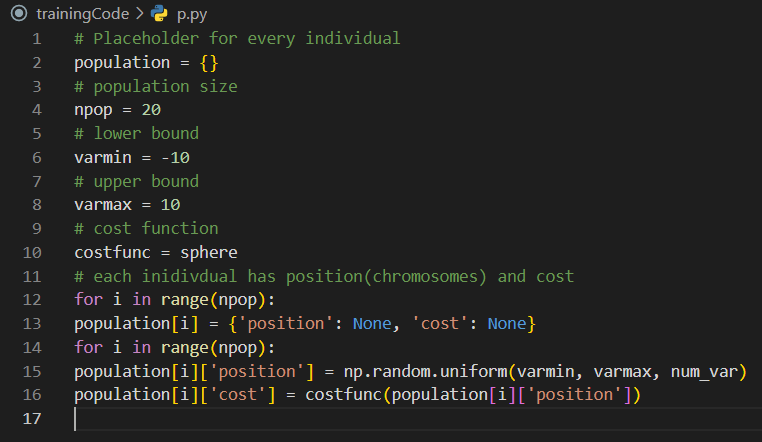 trainingCode > p.py
1 # Placeholder for every individual
2 population = {}
3 # population size
4 npop = 20
5 # lower bound
6 varmin = -10
7 # upper bound
8 varmax = 10
9 # cost function
10 costfunc = sphere
11 # each inidivdual has position(chromosomes) and cost
12 for i in range(npop):
13 population[i] = {'position': None, 'cost': None}
14 for i in range(npop):
15 population[i]['position'] = np.random.uniform(varmin, varmax, num_var)
16 population[i]['cost'] = costfunc(population[i]['position'])
17